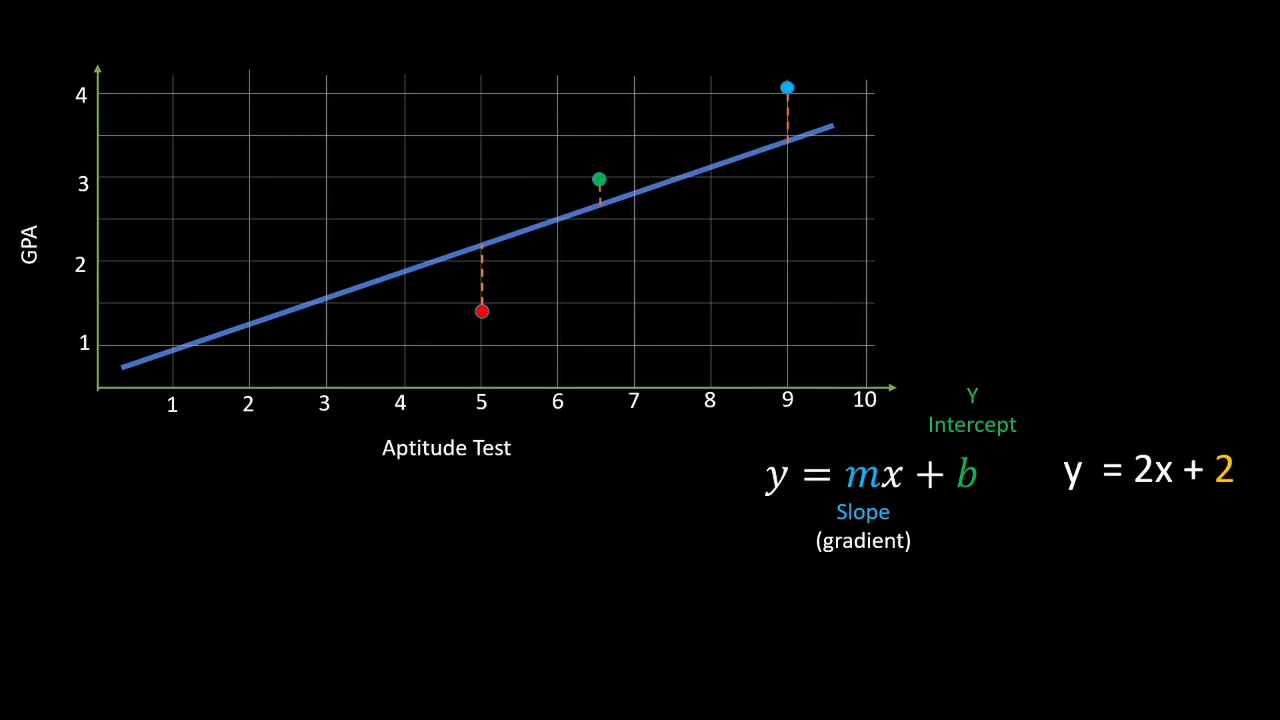 4
3
2
1
GPA
1 2 3 4 5 6 7 8 9 10
Aptitude Test
Y
Intercept
y = mx + b
y = 2x + 2
Slope
(gradient)